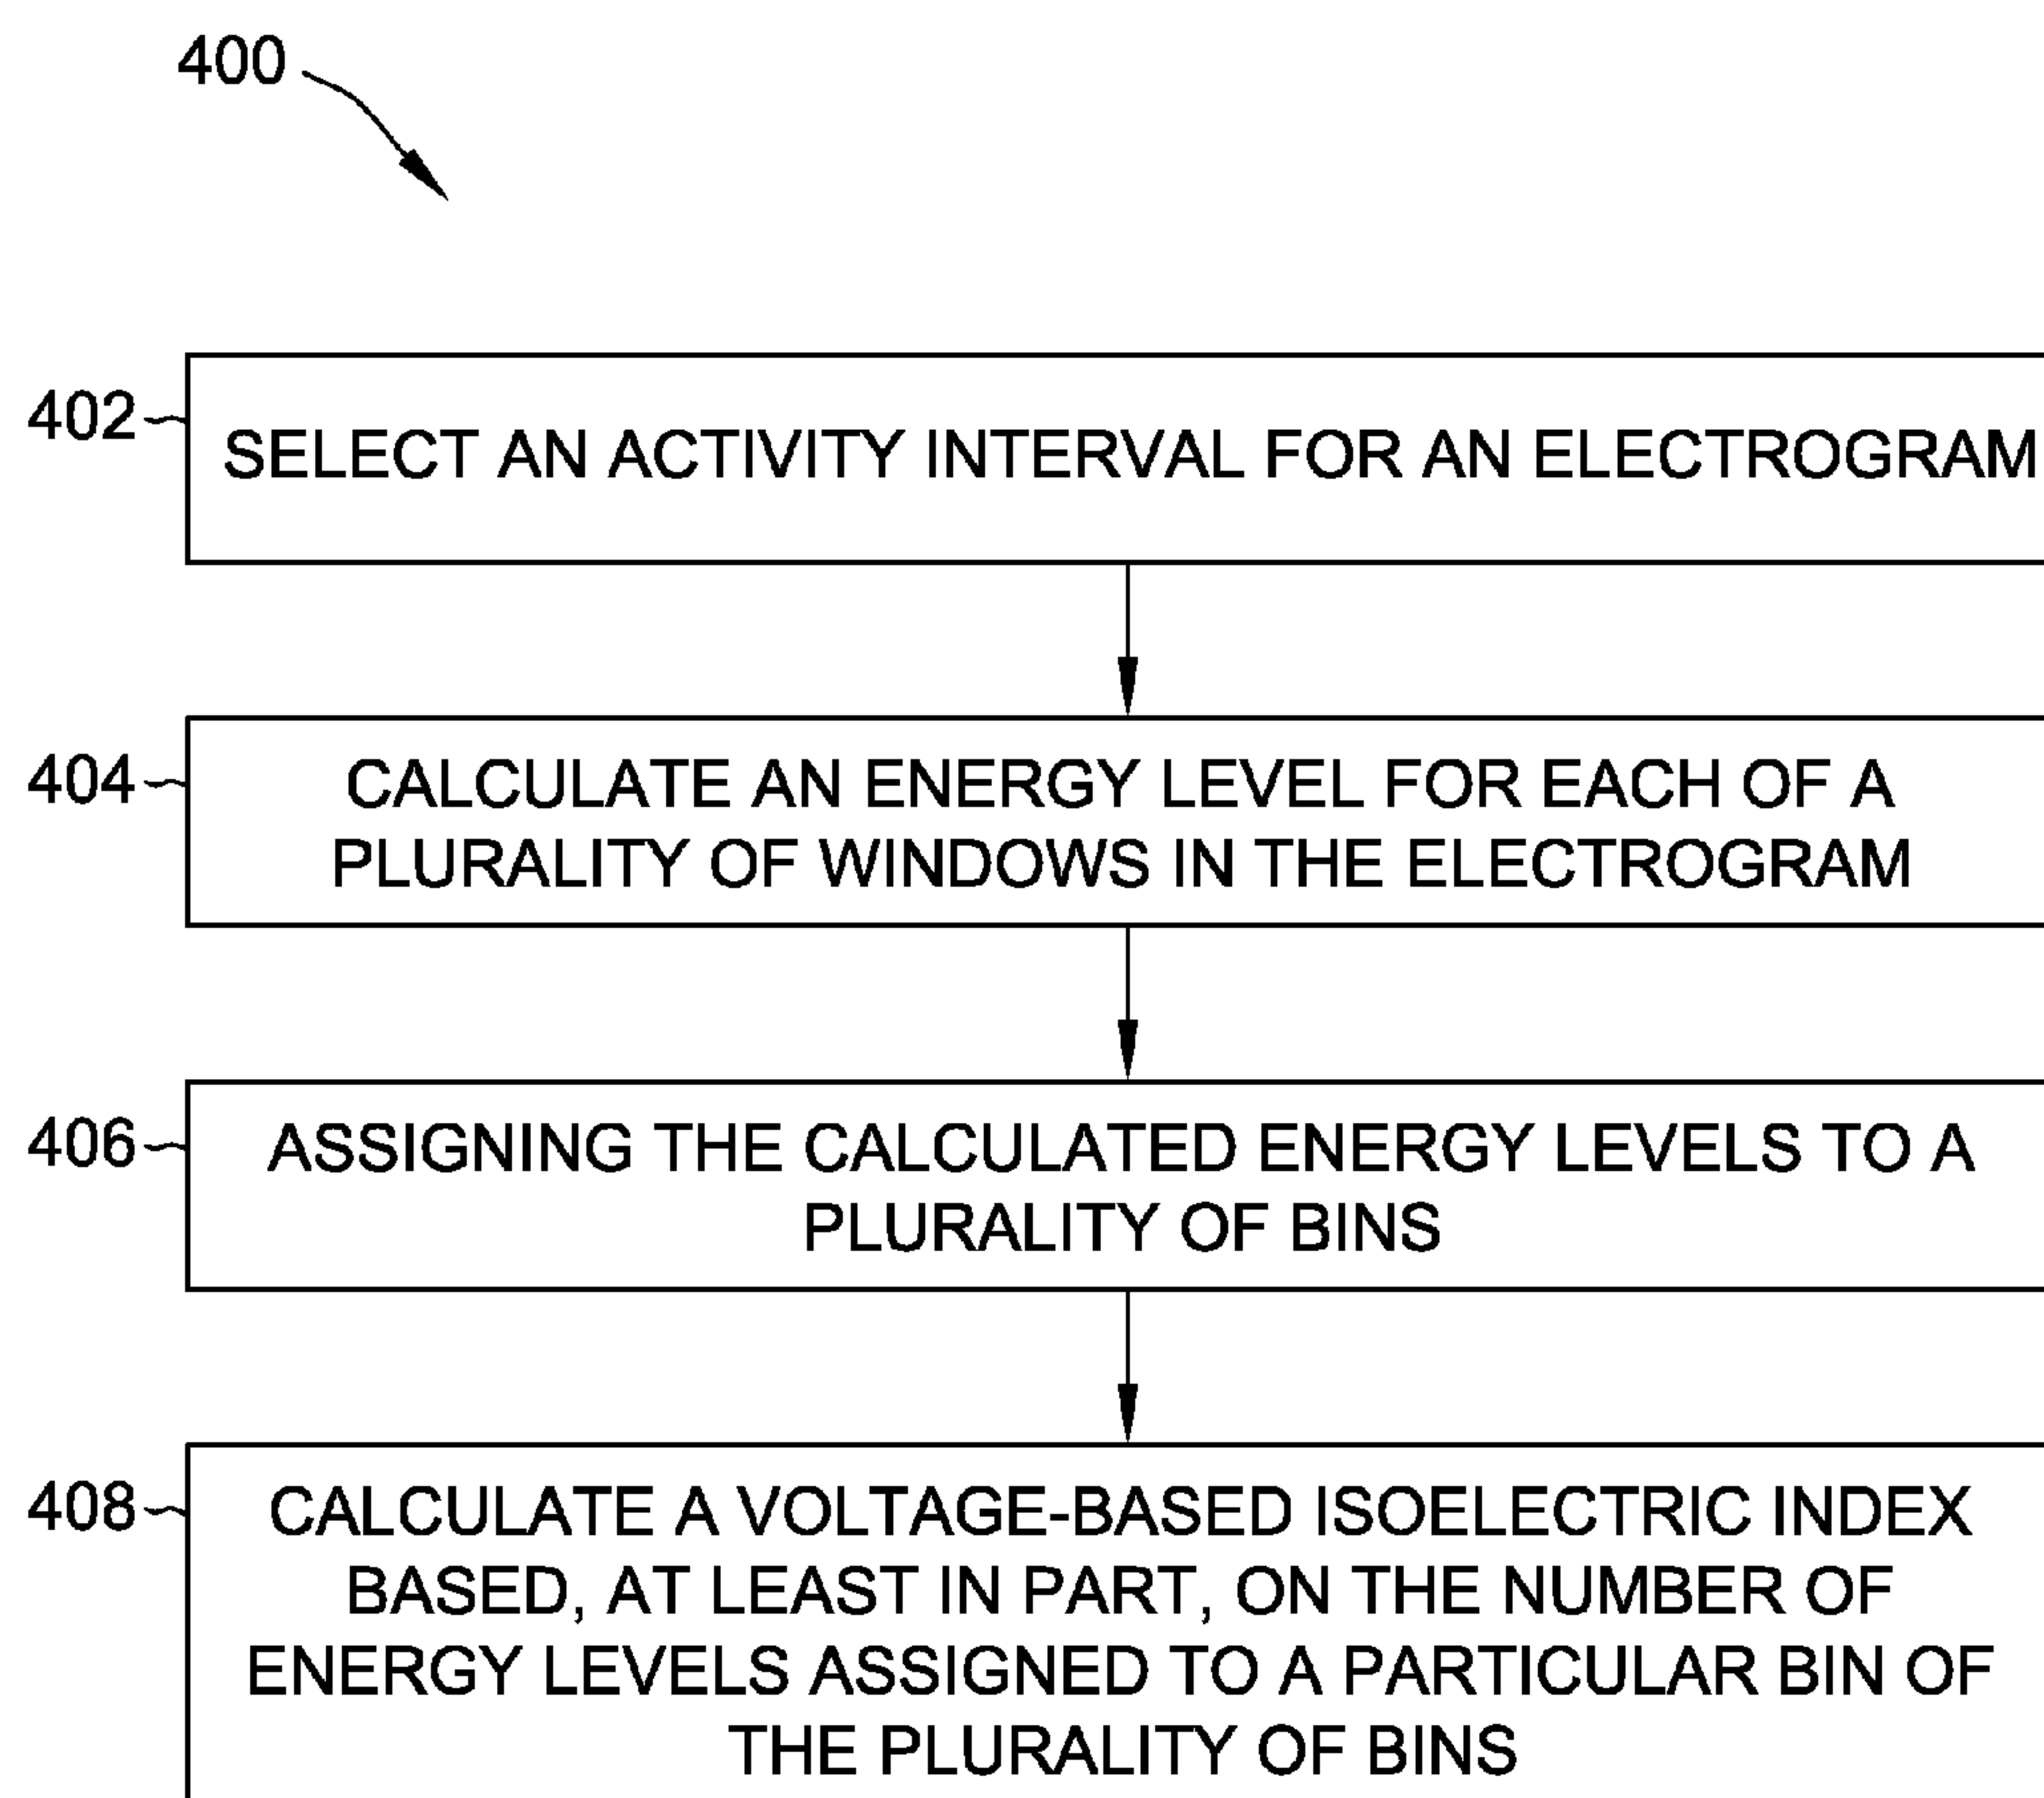 400
402
SELECT AN ACTIVITY INTERVAL FOR AN ELECTROGRAM
404
CALCULATE AN ENERGY LEVEL FOR EACH OF A
PLURALITY OF WINDOWS IN THE ELECTROGRAM
406
ASSIGNING THE CALCULATED ENERGY LEVELS TO A
PLURALITY OF BINS
408
CALCULATE A VOLTAGE-BASED ISOELECTRIC INDEX
BASED, AT LEAST IN PART, ON THE NUMBER OF
ENERGY LEVELS ASSIGNED TO A PARTICULAR BIN OF
THE PLURALITY OF BINS